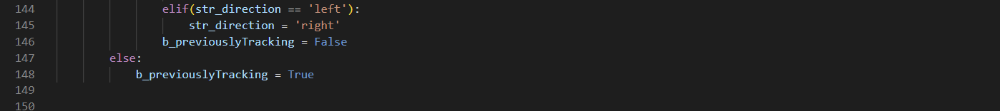 144 elif(str_direction == 'left'):
145 str_direction = 'right'
146 b_previouslyTracking = False
147 else:
148 b_previouslyTracking = True
149
150